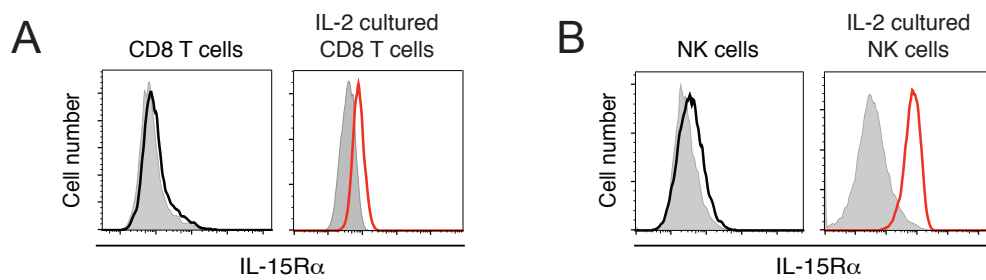 A
CD8 T cells
IL-2 cultured
CD8 T cells
Cell number
IL-15Rα
B
NK cells
IL-2 cultured
NK cells
Cell number
IL-15Rα